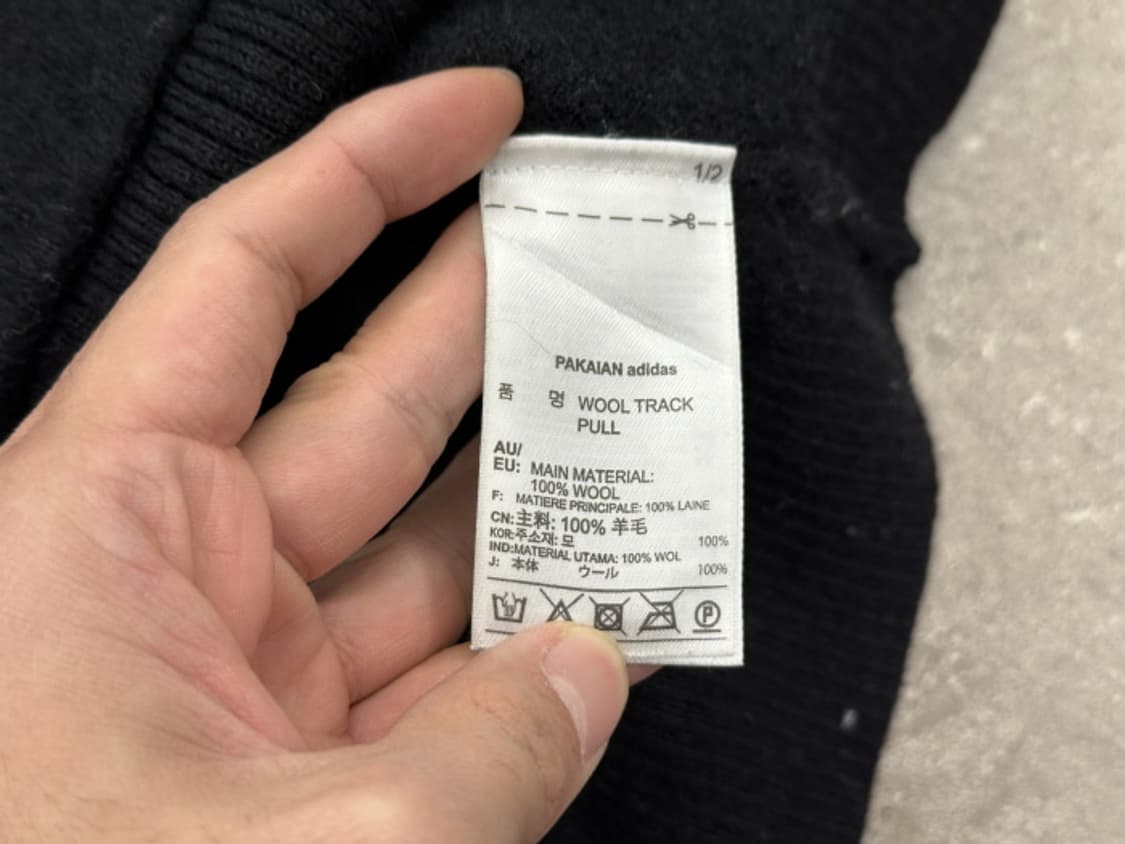 1/2
PAKAIAN adidas
품 명 WOOL TRACK
PULL
AU/
EU: MAIN MATERIAL:
100% WOOL
F: MATIERE PRINCIPALE: 100% LAINE
CN:主料: 100% 羊毛
KOR:주소재: 모 100%
IND:MATERIAL UTAMA: 100% WOL
J: 本体 ウール 100%
P